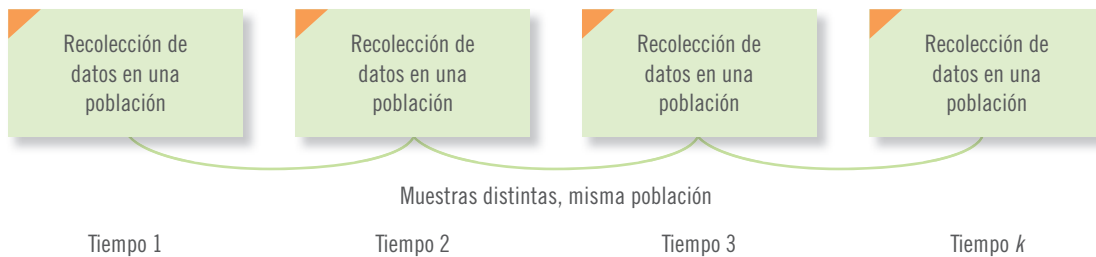 Recolección de
datos en una
población
Recolección de
datos en una
población
Recolección de
datos en una
población
Recolección de
datos en una
población
Muestras distintas, misma población
Tiempo 1
Tiempo 2
Tiempo 3
Tiempo k